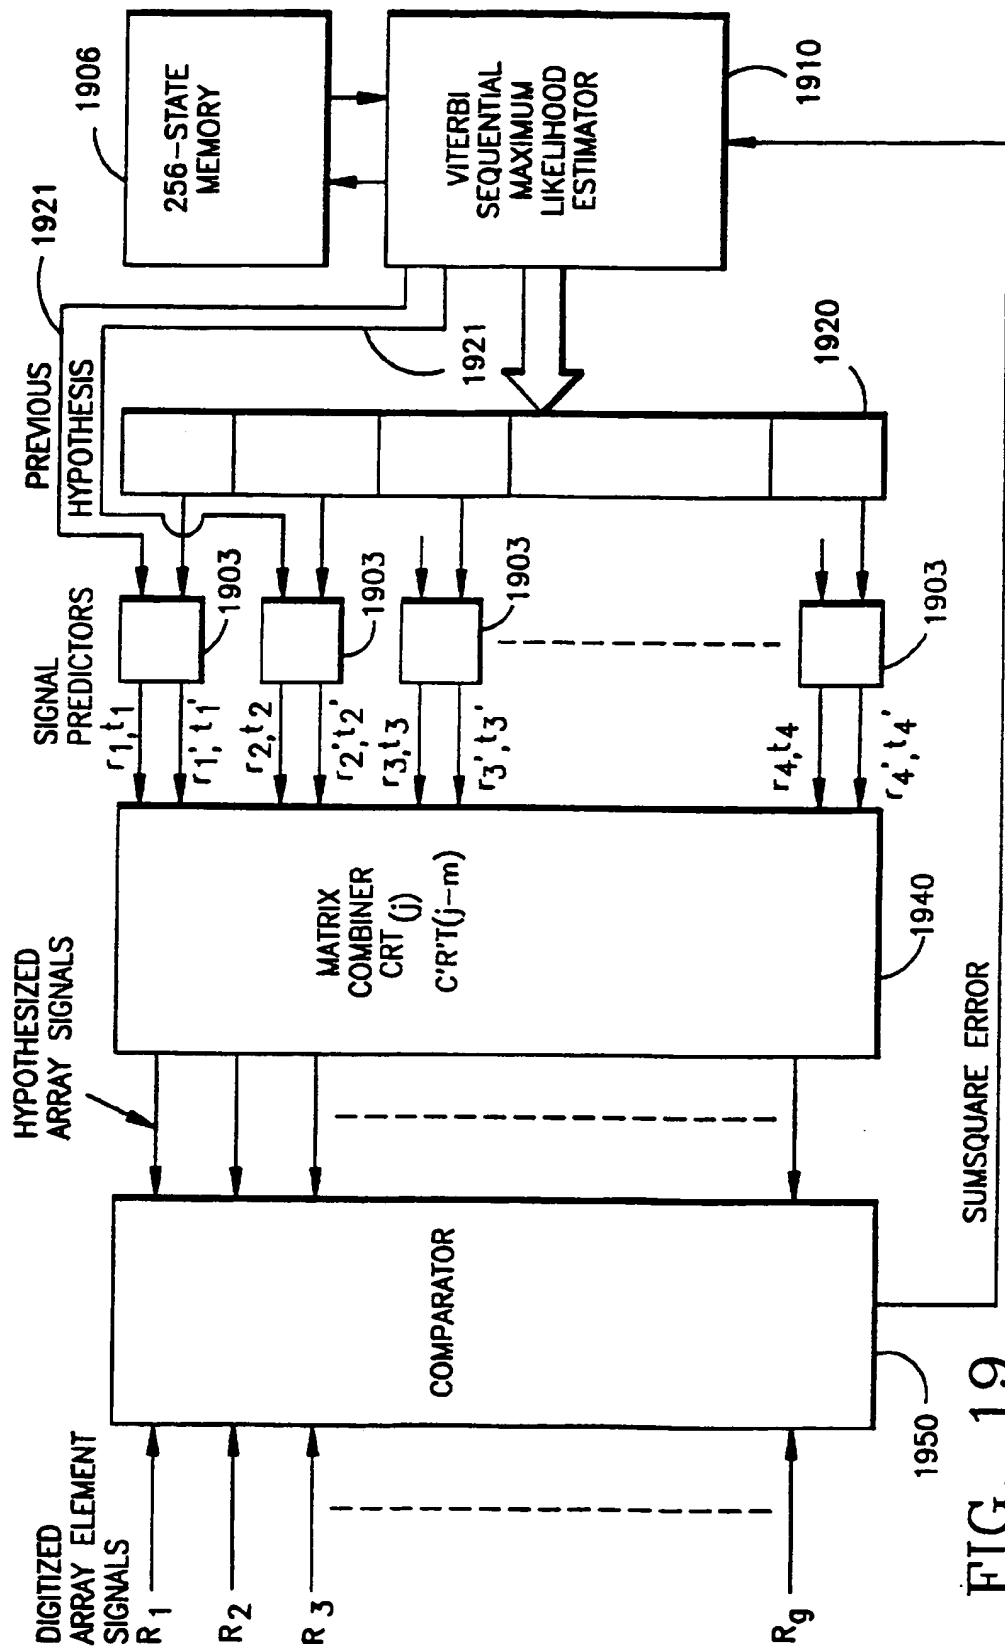 DIGITIZED
ARRAY ELEMENT
SIGNALS
R1
R2
R3
Rg
COMPARATOR
1950
HYPOTHESIZED
ARRAY SIGNALS
SUMSQUARE ERROR
MATRIX
COMBINER
CRT(j)
C'R'T(j-m)
1940
SIGNAL
PREDICTORS
r1,t1
r1',t1'
r2,t2
r2',t2'
r3,t3
r3',t3'
r4,t4
r4',t4'
1903
1903
1903
1903
PREVIOUS
HYPOTHESIS
1921
1921
1920
256-STATE
MEMORY
1906
VITERBI
SEQUENTIAL
MAXIMUM
LIKELIHOOD
ESTIMATOR
1910
FIG. 19